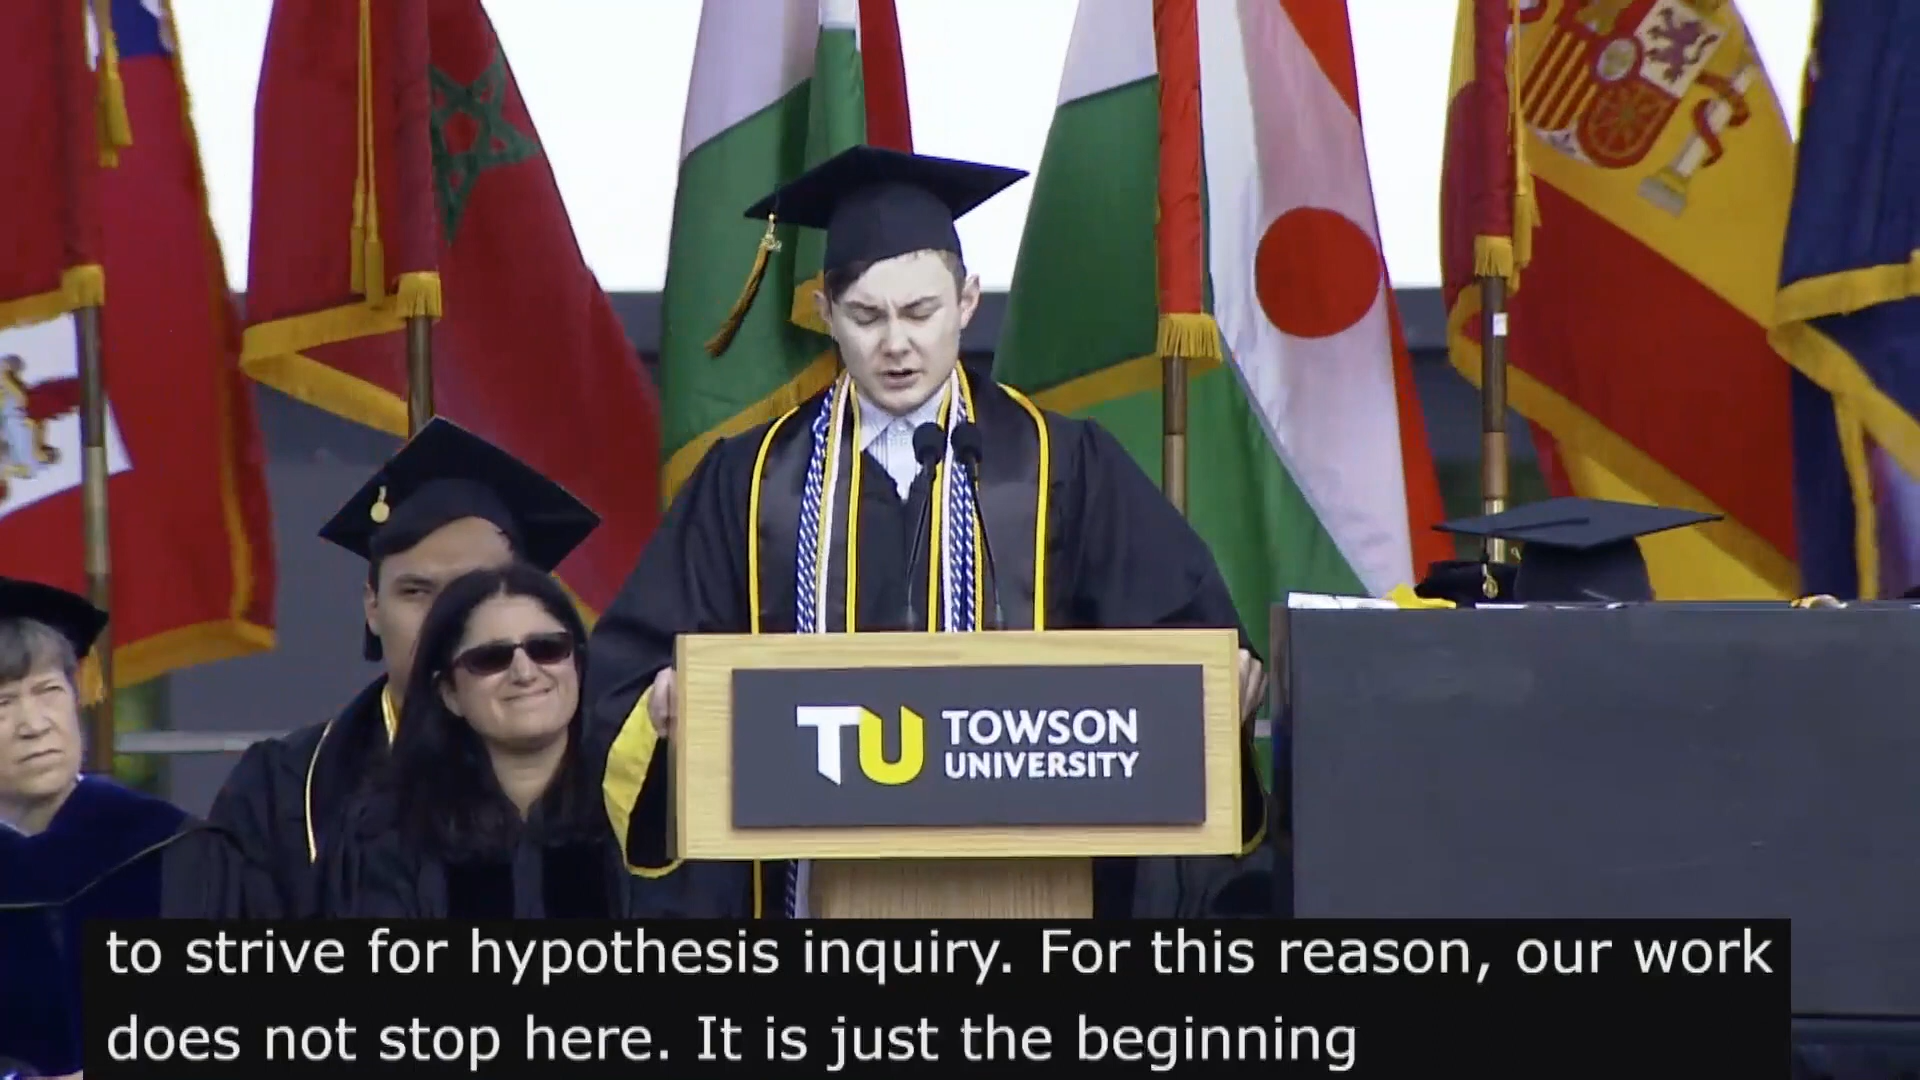 TU TOWSON
UNIVERSITY
to strive for hypothesis inquiry. For this reason, our work
does not stop here. It is just the beginning